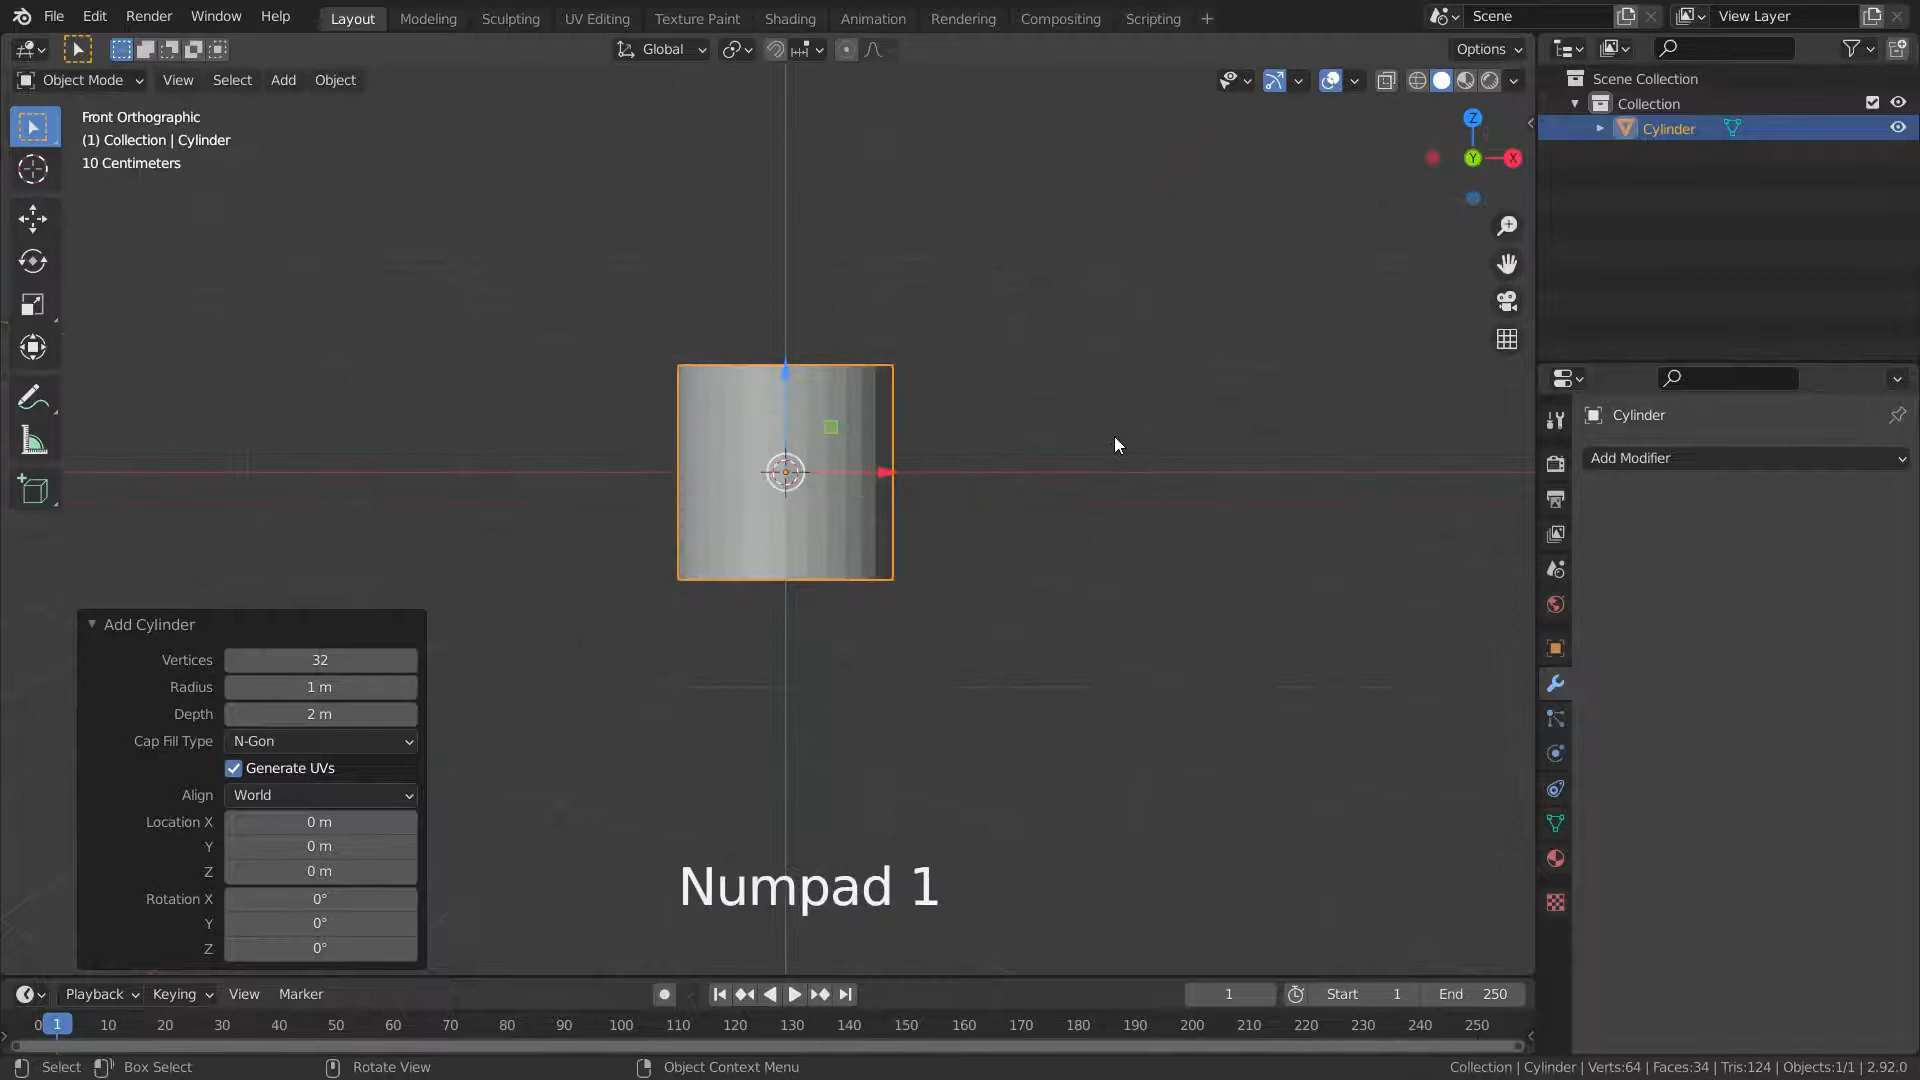 File Edit Render Window Help Layout Modeling Sculpting UV Editing Texture Paint Shading Animation Rendering Compositing Scripting + Scene View Layer
Global Options
Object Mode View Select Add Object
Front Orthographic
(1) Collection | Cylinder
10 Centimeters
Z
Y
X
Scene Collection
Collection
Cylinder
Cylinder
Add Modifier
Add Cylinder
Vertices 32
Radius 1 m
Depth 2 m
Cap Fill Type N-Gon
Generate UVs
Align World
Location X 0 m
Y 0 m
Z 0 m
Rotation X 0°
Y 0°
Z 0°
Numpad 1
Playback Keying View Marker 1 Start 1 End 250
0 1 10 20 30 40 50 60 70 80 90 100 110 120 130 140 150 160 170 180 190 200 210 220 230 240 250
Select Box Select Rotate View Object Context Menu Collection | Cylinder | Verts:64 | Faces:34 | Tris:124 | Objects:1/1 | 2.92.0